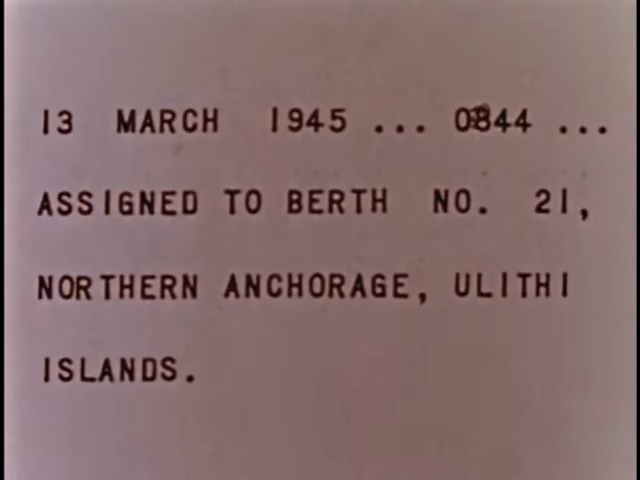 13 MARCH 1945 ... 0844 ...
ASSIGNED TO BERTH NO. 21,
NORTHERN ANCHORAGE, ULITHI
ISLANDS.